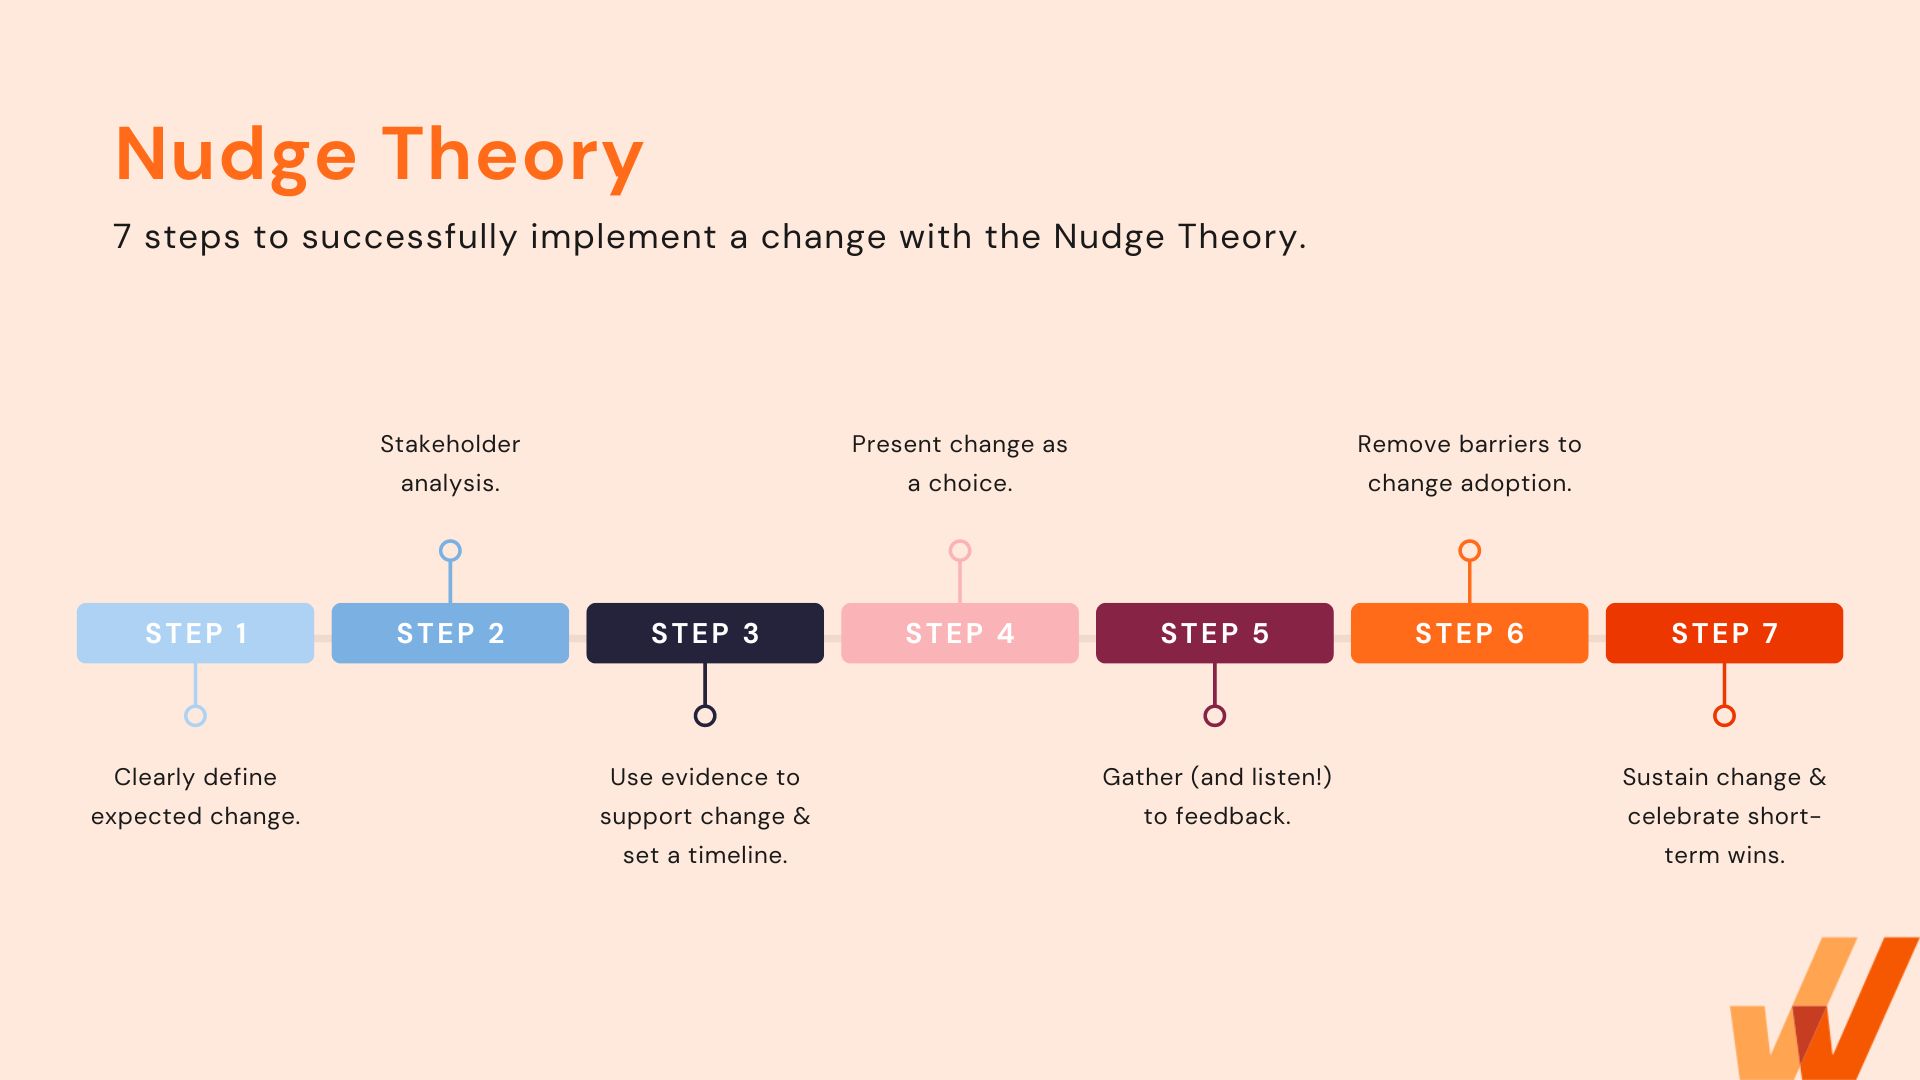 Nudge Theory
7 steps to successfully implement a change with the Nudge Theory.
STEP 1
Clearly define
expected change.
Stakeholder
analysis.
STEP 2
STEP 3
Use evidence to
support change &
set a timeline.
Present change as
a choice.
STEP 4
STEP 5
Gather (and listen!)
to feedback.
Remove barriers to
change adoption.
STEP 6
STEP 7
Sustain change &
celebrate short-
term wins.